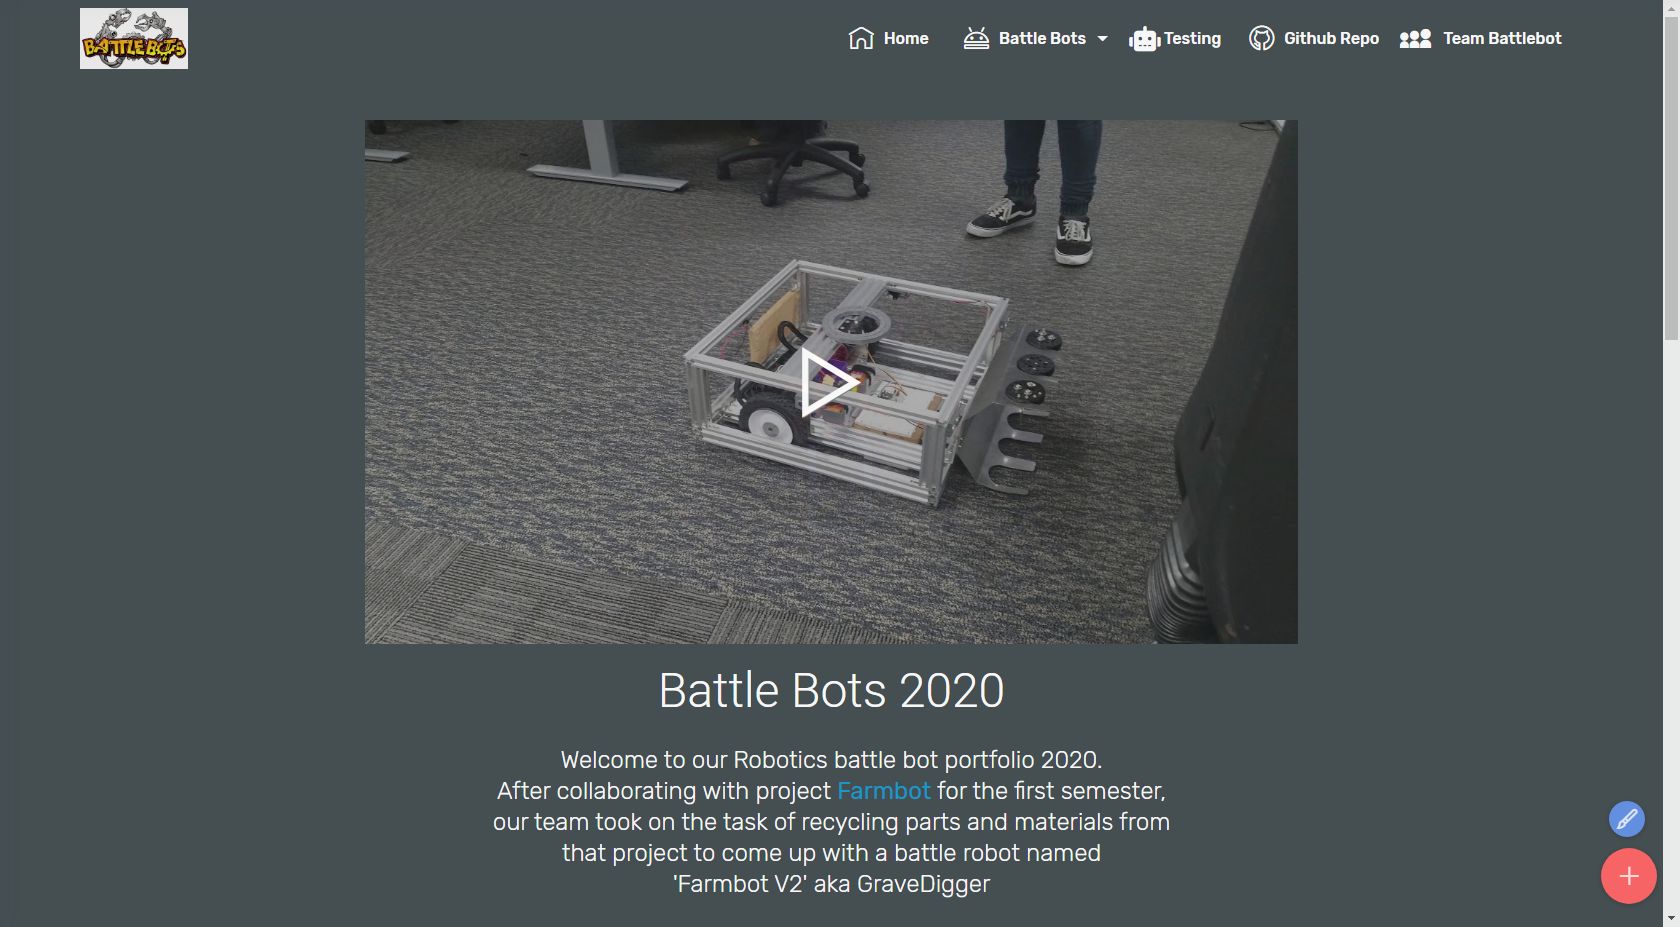 BATTLEBOTS
Home
Battle Bots
Testing
Github Repo
Team Battlebot
Battle Bots 2020
Welcome to our Robotics battle bot portfolio 2020.
After collaborating with project Farmbot for the first semester,
our team took on the task of recycling parts and materials from
that project to come up with a battle robot named
'Farmbot V2' aka GraveDigger